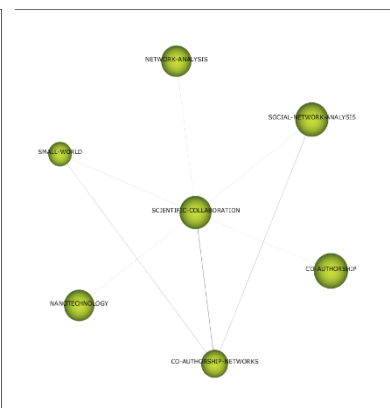 NETWORK-ANALYSIS
SOCIAL-NETWORK-ANALYSIS
SMALL-WORLD
SCIENTIFIC-COLLABORATION
CO-AUTHORSHIP
NANOTECHNOLOGY
CO-AUTHORSHIP-NETWORKS